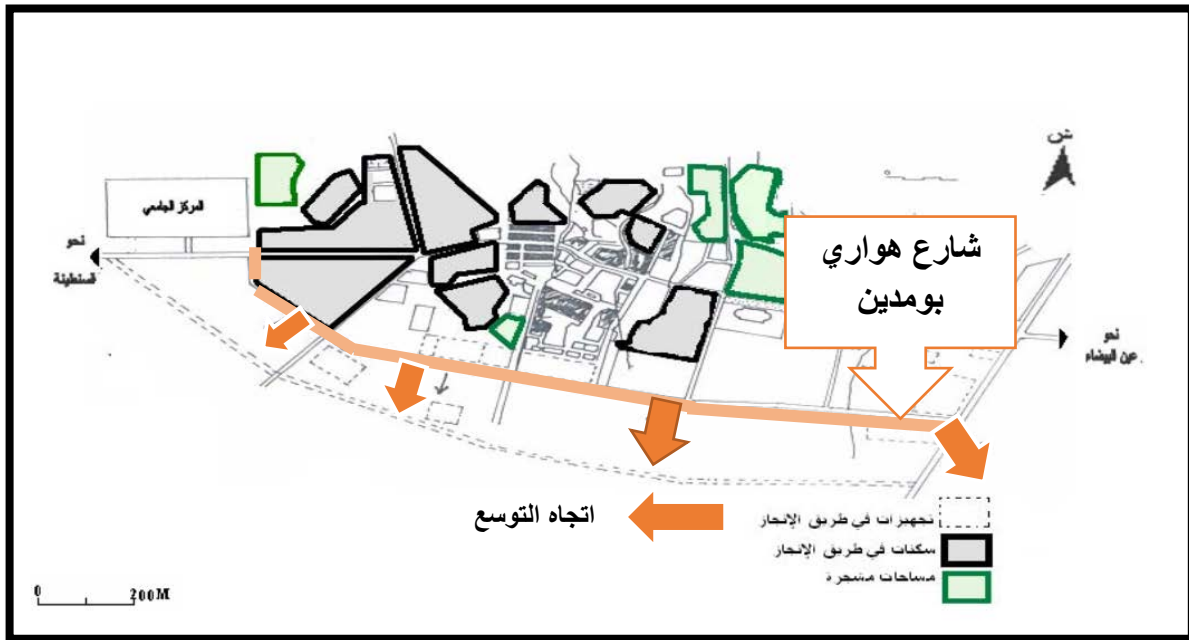 ش
المركز الجامعي
نحو
قسنطينة
شارع هواري
بومدين
نحو
عين البيضاء
اتجاه التوسع
تجهيزات في طريق الإنجاز
سكنات في طريق الإنجاز
مساحات مشجرة
0 200M